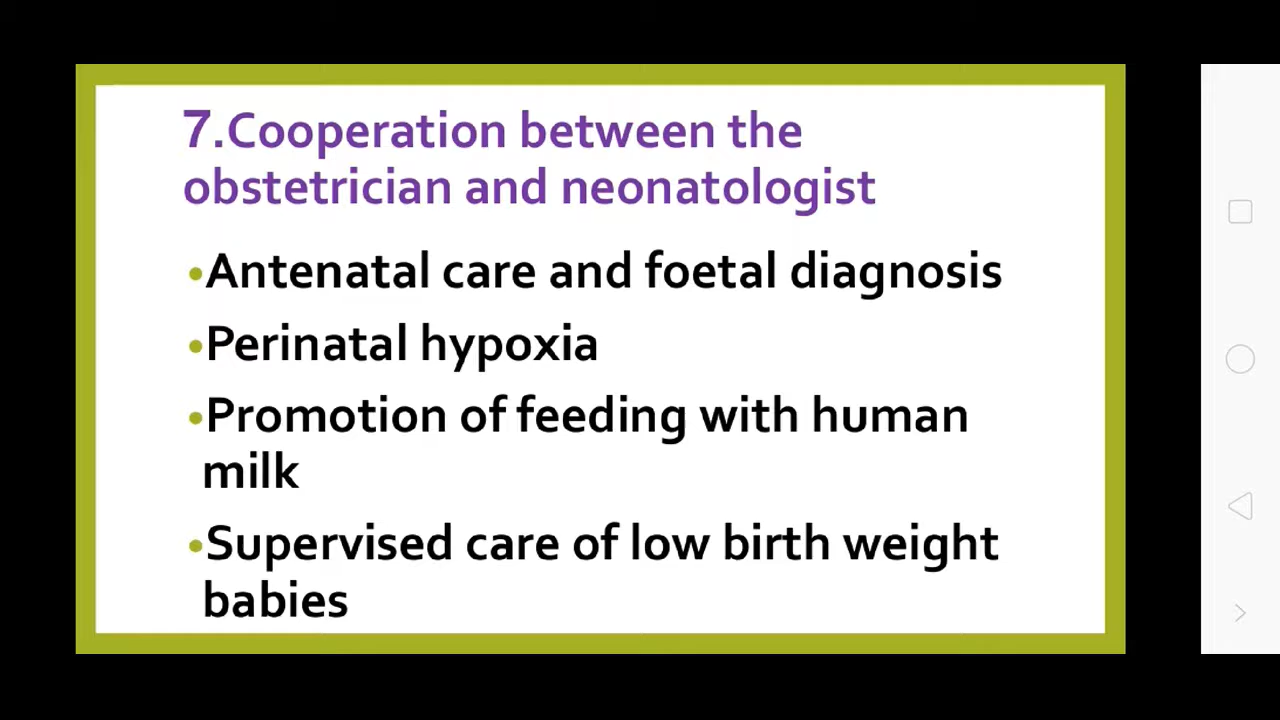 7.Cooperation between the
obstetrician and neonatologist
•Antenatal care and foetal diagnosis
•Perinatal hypoxia
•Promotion of feeding with human
milk
•Supervised care of low birth weight
babies